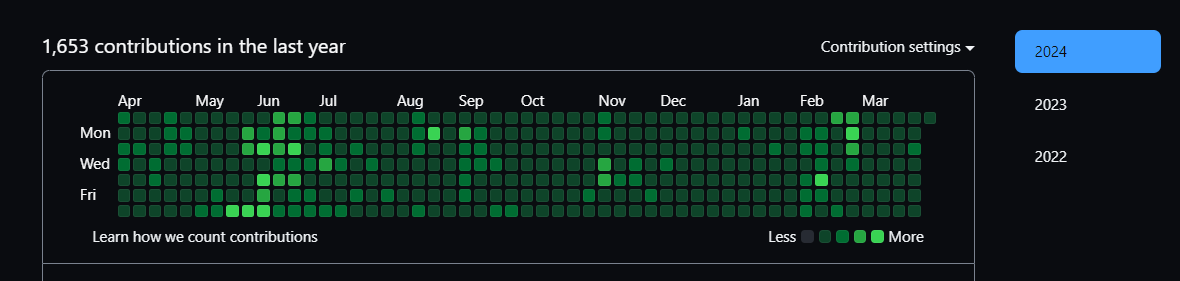 1,653 contributions in the last year
Contribution settings
2024
Apr May Jun Jul Aug Sep Oct Nov Dec Jan Feb Mar
2023
Mon
2022
Wed
Fri
Learn how we count contributions
Less More